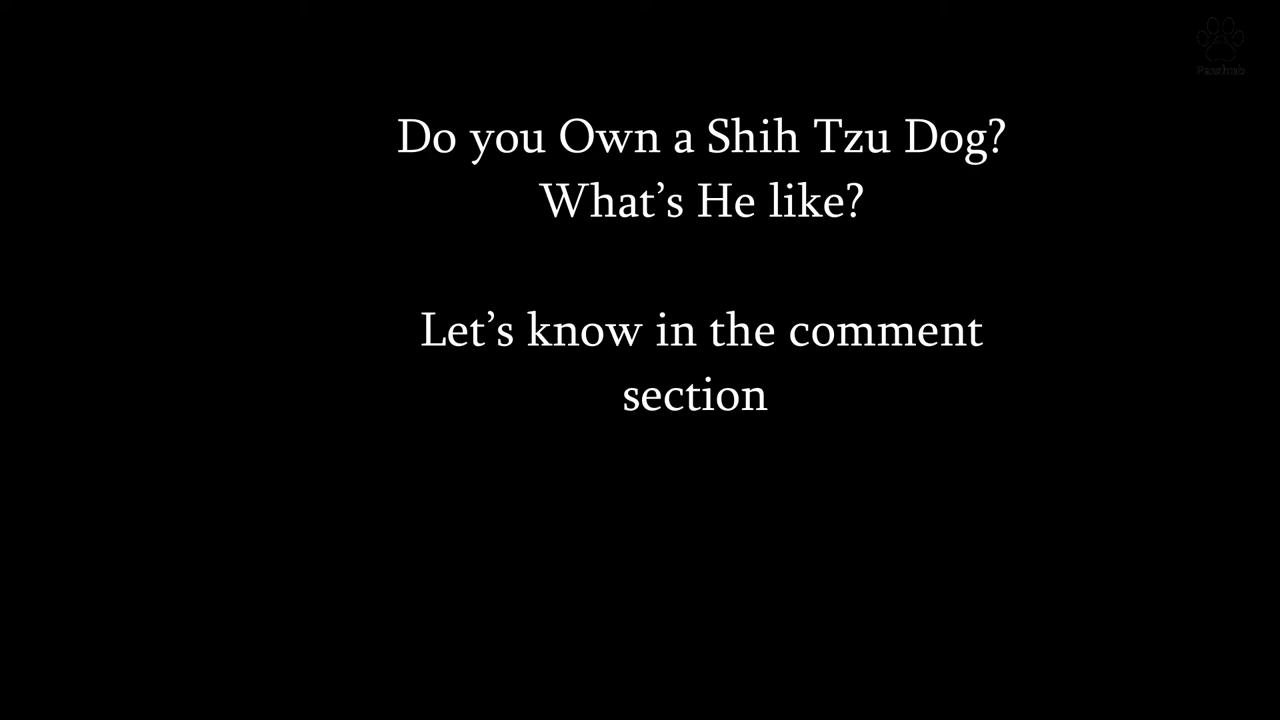 Do you Own a Shih Tzu Dog?
What’s He like?
Let’s know in the comment
section